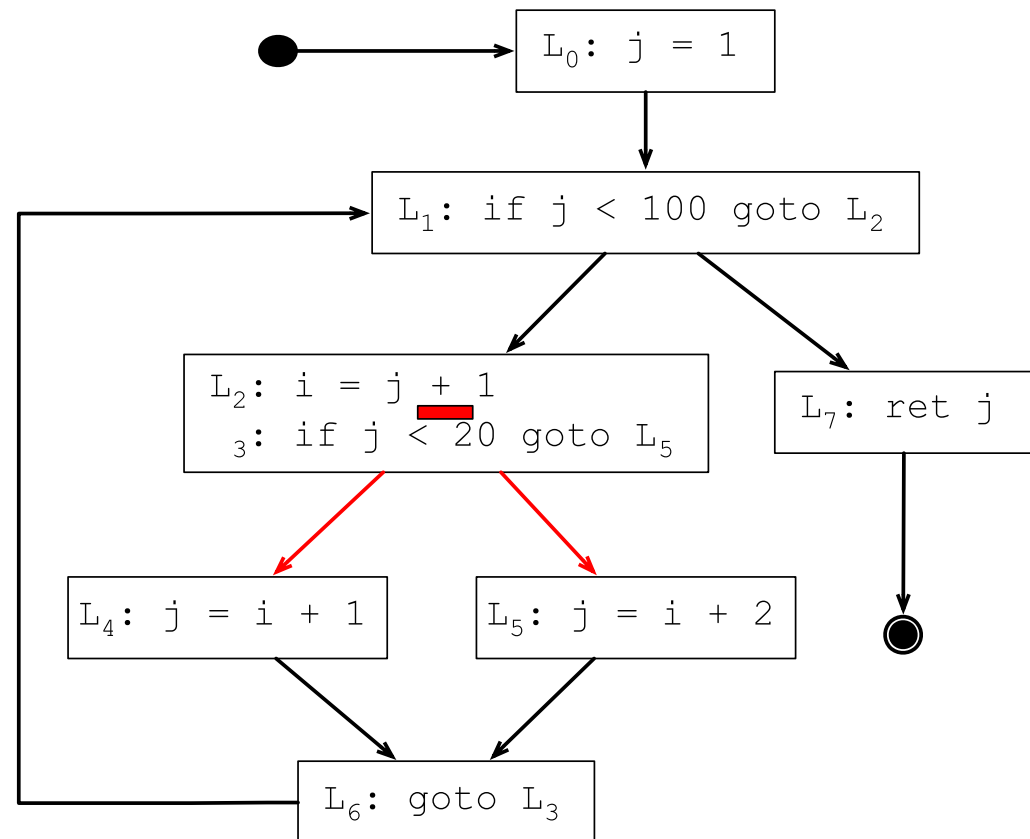 L₀: j = 1
L₁: if j < 100 goto L₂
L₂: i = j + 1
₃: if j < 20 goto L₅
L₇: ret j
L₄: j = i + 1
L₅: j = i + 2
L₆: goto L₃